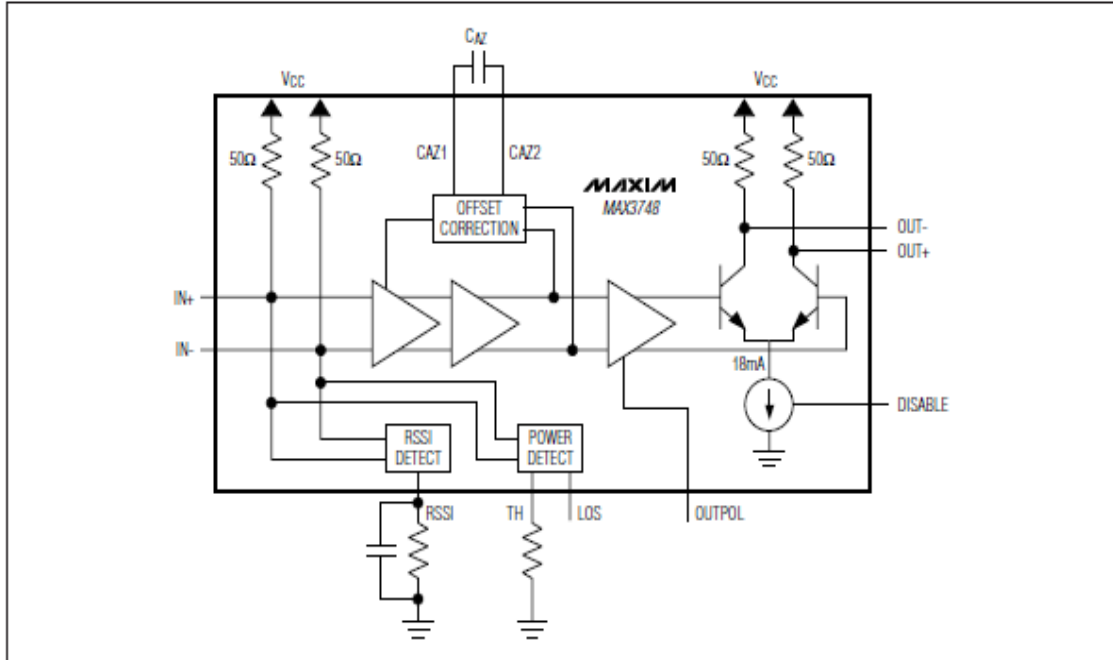 CAZ
VCC
VCC
50Ω
50Ω
CAZ1
CAZ2
50Ω
50Ω
MAXIM
MAX3748
OFFSET
CORRECTION
OUT-
OUT+
IN+
IN-
18mA
DISABLE
RSSI
DETECT
POWER
DETECT
RSSI
TH
LOS
OUTPOL